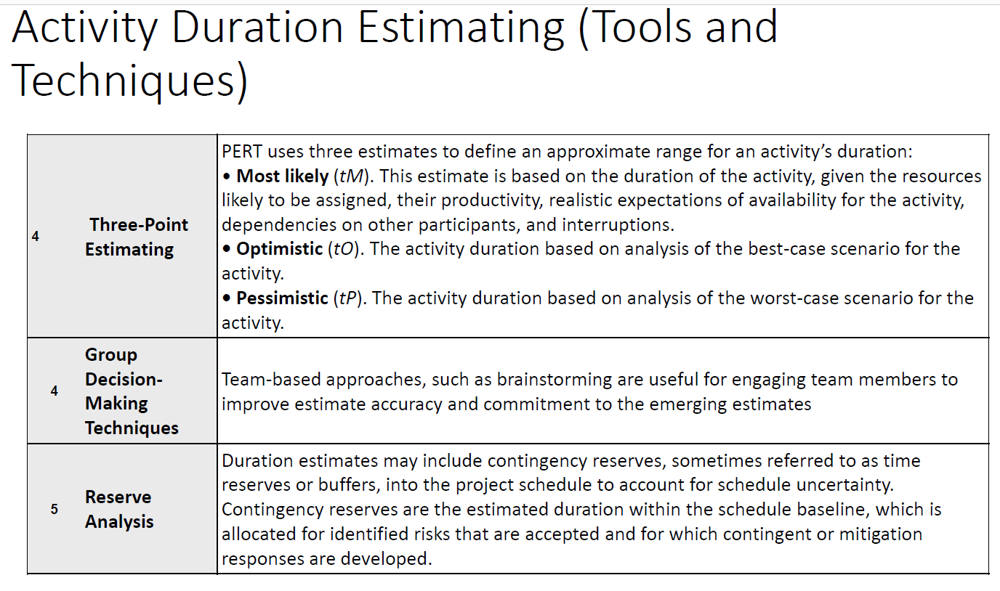 Activity Duration Estimating (Tools and
Techniques)
4
Three-Point
Estimating
PERT uses three estimates to define an approximate range for an activity’s duration:
• Most likely (tM). This estimate is based on the duration of the activity, given the resources
likely to be assigned, their productivity, realistic expectations of availability for the activity,
dependencies on other participants, and interruptions.
• Optimistic (tO). The activity duration based on analysis of the best-case scenario for the
activity.
• Pessimistic (tP). The activity duration based on analysis of the worst-case scenario for the
activity.
4
Group
Decision-
Making
Techniques
Team-based approaches, such as brainstorming are useful for engaging team members to
improve estimate accuracy and commitment to the emerging estimates
5
Reserve
Analysis
Duration estimates may include contingency reserves, sometimes referred to as time
reserves or buffers, into the project schedule to account for schedule uncertainty.
Contingency reserves are the estimated duration within the schedule baseline, which is
allocated for identified risks that are accepted and for which contingent or mitigation
responses are developed.